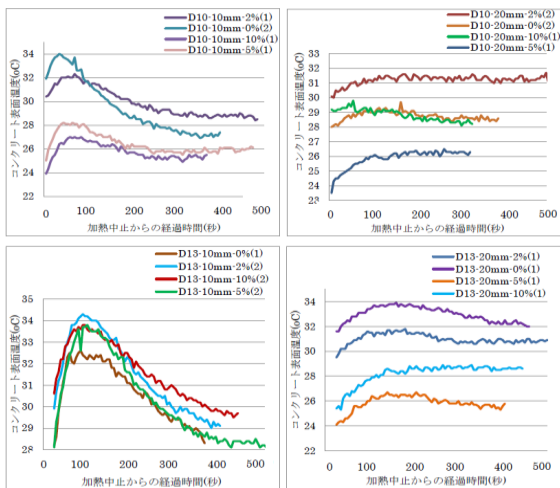 D10-10mm-2%(1)
D10-10mm-0%(2)
D10-10mm-10%(1)
D10-10mm-5%(1)
コンクリート表面温度(oC)
34
32
30
28
26
24
22
0
100
200
300
400
500
加熱中止からの経過時間(秒)
D10-20mm-2%(2)
D10-20mm-0%(2)
D10-20mm-10%(1)
D10-20mm-5%(1)
コンクリート表面温度(oC)
33
31
30
29
28
26
25
24
23
0
100
200
300
400
500
加熱中止からの経過時間(秒)
D13-10mm-0%(1)
D13-10mm-2%(2)
D13-10mm-10%(2)
D13-10mm-5%(2)
コンクリート表面温度(oC)
35
34
33
32
31
30
29
28
0
100
200
300
400
500
加熱中止からの経過時間(秒)
D13-20mm-2%(1)
D13-20mm-0%(1)
D13-20mm-5%(1)
D13-20mm-10%(1)
コンクリート表面温度(oC)
34
32
30
28
26
24
22
0
100
200
300
400
500
加熱中止からの経過時間(秒)